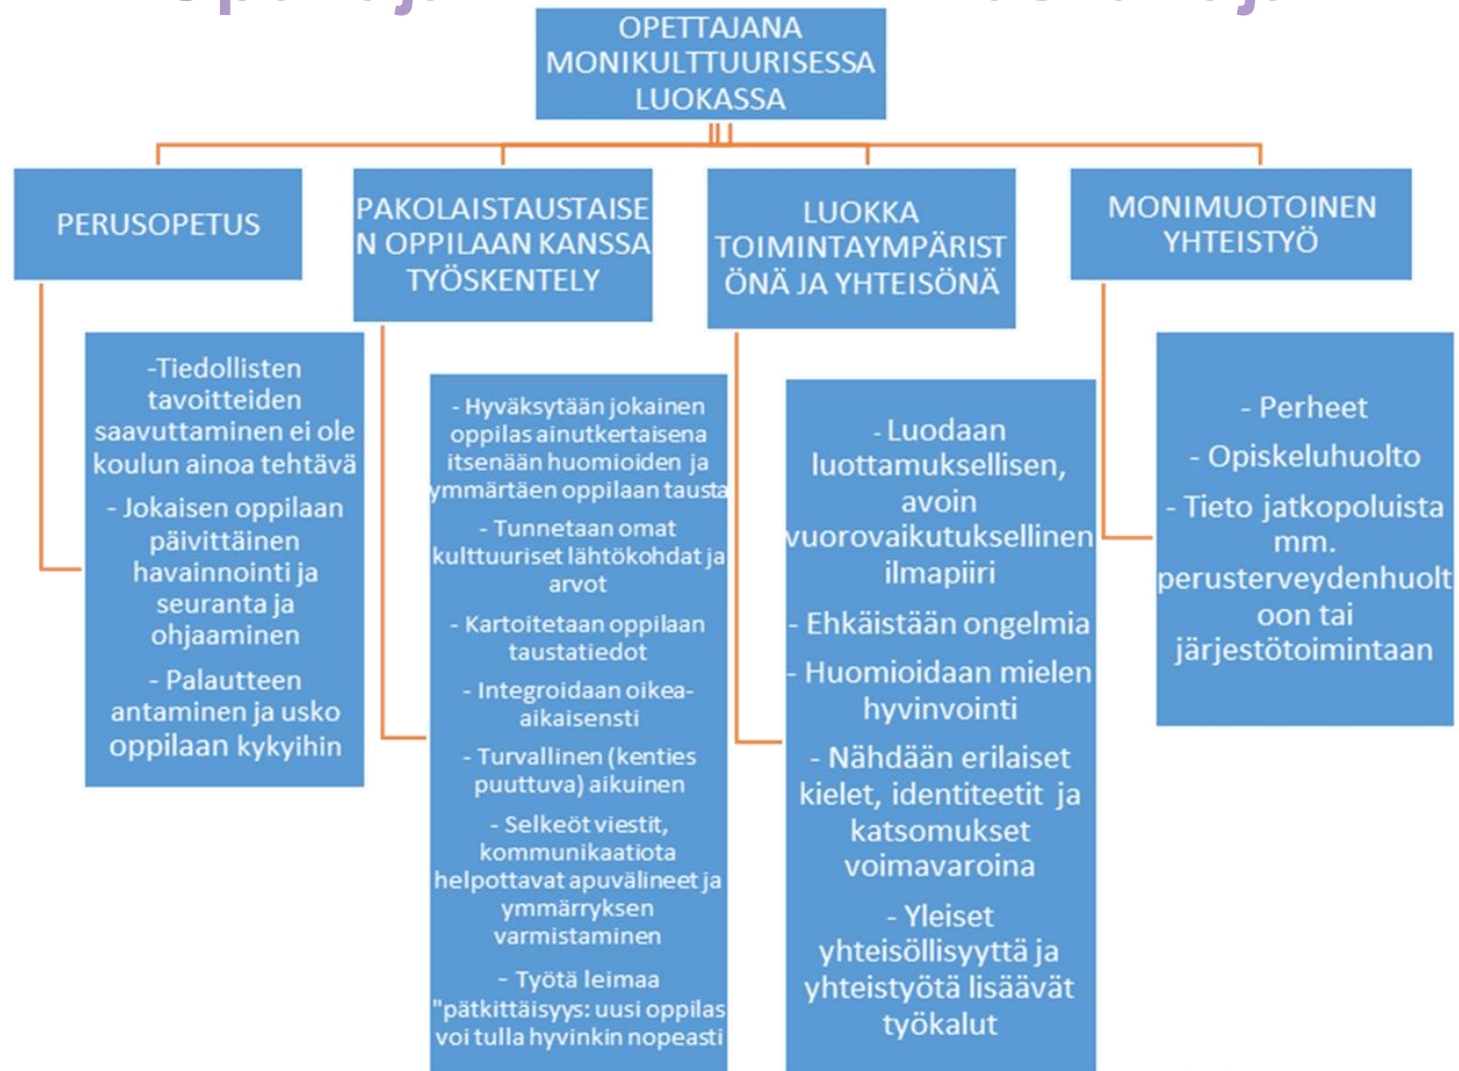 OPETTAJANA
MONIKULTTUURISESSA
LUOKASSA
PERUSOPETUS
-Tiedollisten
tavoitteiden
saavuttaminen ei ole
koulun ainoa tehtävä
- Jokaisen oppilaan
päivittäinen
havainnointi ja
seuranta ja
ohjaaminen
- Palautteen
antaminen ja usko
oppilaan kykyihin
PAKOLAISTAUSTAISE
N OPPILAAN KANSSA
TYÖSKENTELY
- Hyväksytään jokainen
oppilas ainutkertaisena
itsenään huomioiden ja
ymmärtäen oppilaan tausta
- Tunnetaan omat
kulttuuriset lähtökohdat ja
arvot
- Kartoitetaan oppilaan
taustatiedot
- Integroidaan oikea-
aikaisensti
- Turvallinen (kenties
puuttuva) aikuinen
- Selkeöt viestit,
kommunikaatiota
helpottavat apuvälineet ja
ymmärryksen
varmistaminen
- Työtä leimaa
"pätkittäisyys: uusi oppilas
voi tulla hyvinkin nopeasti
LUOKKA
TOIMINTAYMPÄRIST
ÖNÄ JA YHTEISÖNÄ
- Luodaan
luottamuksellisen,
avoin
vuorovaikutuksellinen
ilmapiiri
- Ehkäistään ongelmia
- Huomioidaan mielen
hyvinvointi
- Nähdään erilaiset
kielet, identiteetit ja
katsomukset
voimavaroina
- Yleiset
yhteisöllisyyttä ja
yhteistyötä lisäävät
työkalut
MONIMUOTOINEN
YHTEISTYÖ
- Perheet
- Opiskeluhuolto
- Tieto jatkopoluista
mm.
perusterveydenhuolt
oon tai
järjestötoimintaan